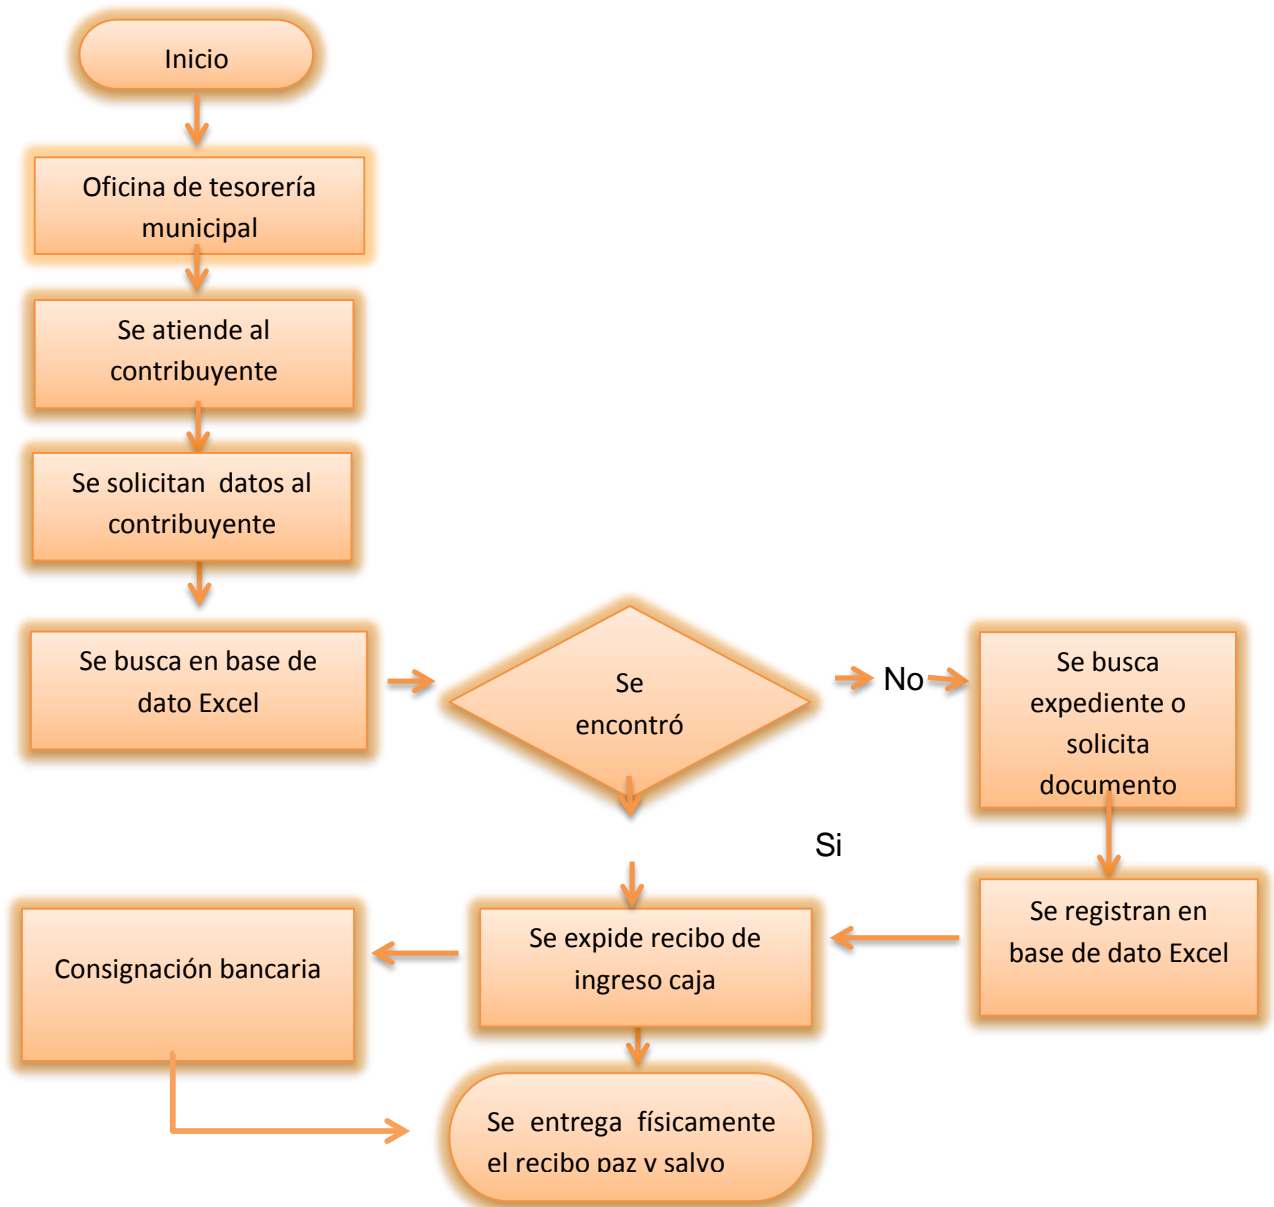 Inicio
Oficina de tesorería
municipal
Se atiende al
contribuyente
Se solicitan datos al
contribuyente
Se busca en base de
dato Excel
Se
encontró
No
Se busca
expediente o
solicita
documento
Si
Se registran en
base de dato Excel
Se expide recibo de
ingreso caja
Consignación bancaria
Se entrega físicamente
el recibo paz y salvo